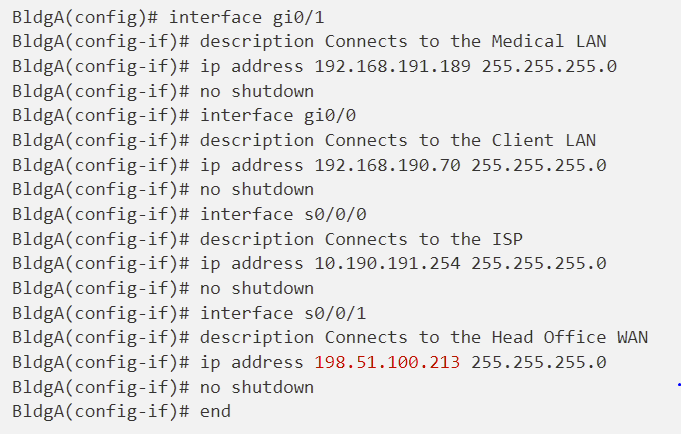 BldgA(config)# interface gi0/1
BldgA(config-if)# description Connects to the Medical LAN
BldgA(config-if)# ip address 192.168.191.189 255.255.255.0
BldgA(config-if)# no shutdown
BldgA(config-if)# interface gi0/0
BldgA(config-if)# description Connects to the Client LAN
BldgA(config-if)# ip address 192.168.190.70 255.255.255.0
BldgA(config-if)# no shutdown
BldgA(config-if)# interface s0/0/0
BldgA(config-if)# description Connects to the ISP
BldgA(config-if)# ip address 10.190.191.254 255.255.255.0
BldgA(config-if)# no shutdown
BldgA(config-if)# interface s0/0/1
BldgA(config-if)# description Connects to the Head Office WAN
BldgA(config-if)# ip address 198.51.100.213 255.255.255.0
BldgA(config-if)# no shutdown
BldgA(config-if)# end